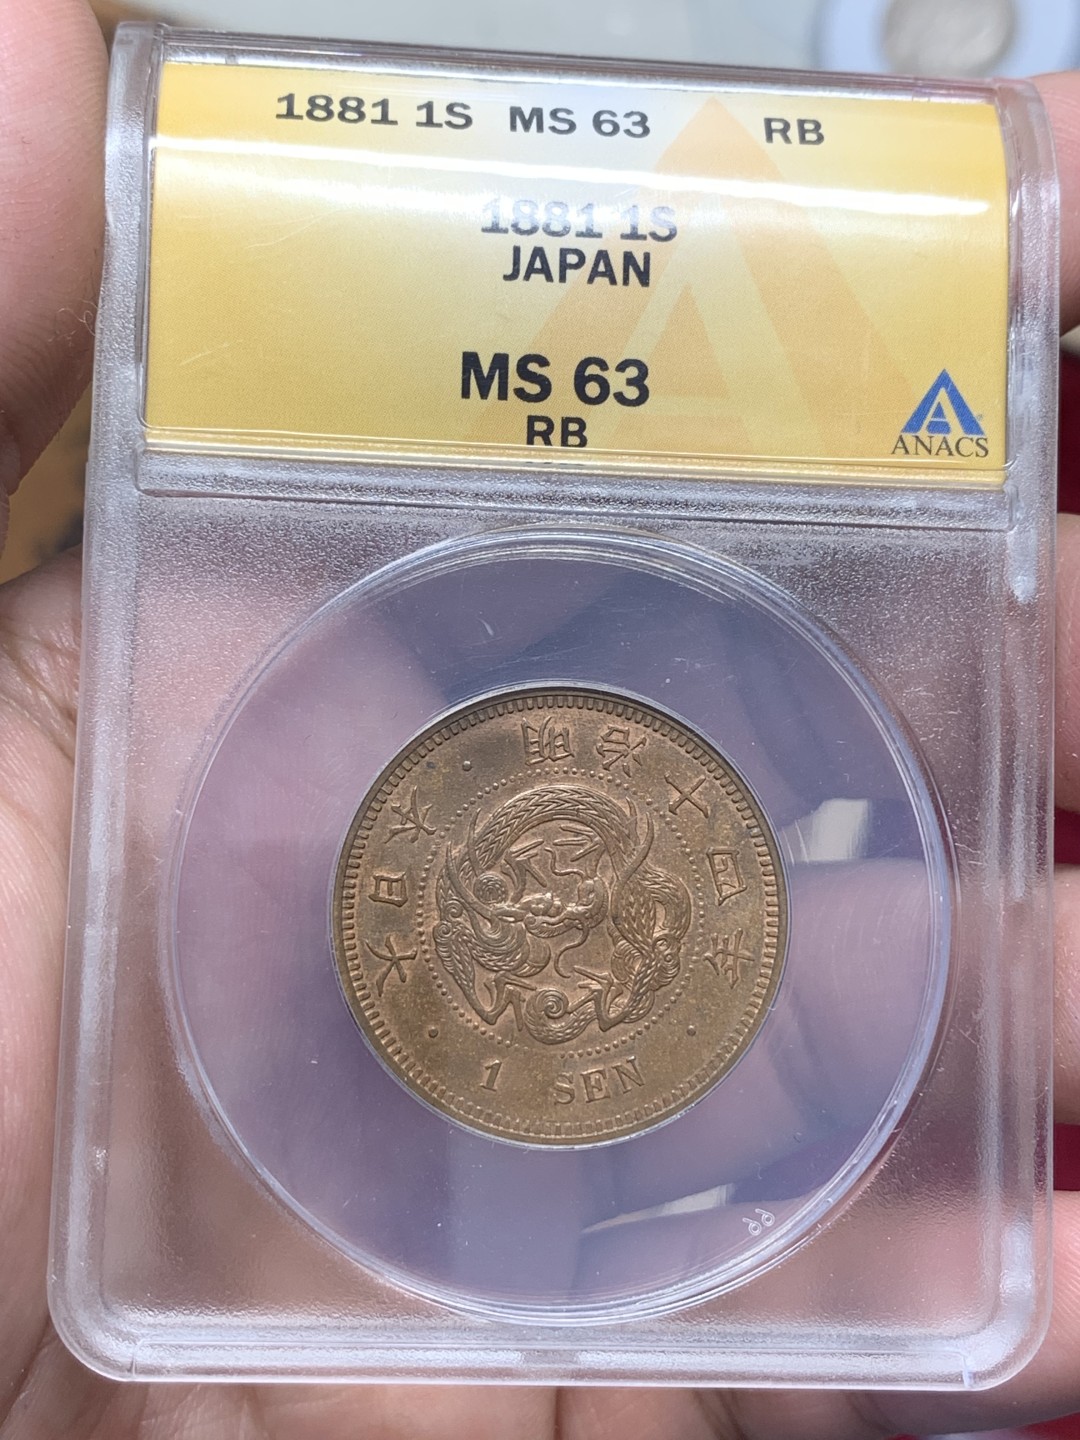 1881 1S MS 63 RB
1881 1S
JAPAN
MS 63
RB
ANACS
大日本 · 明治十四年 ·
1 SEN
PP